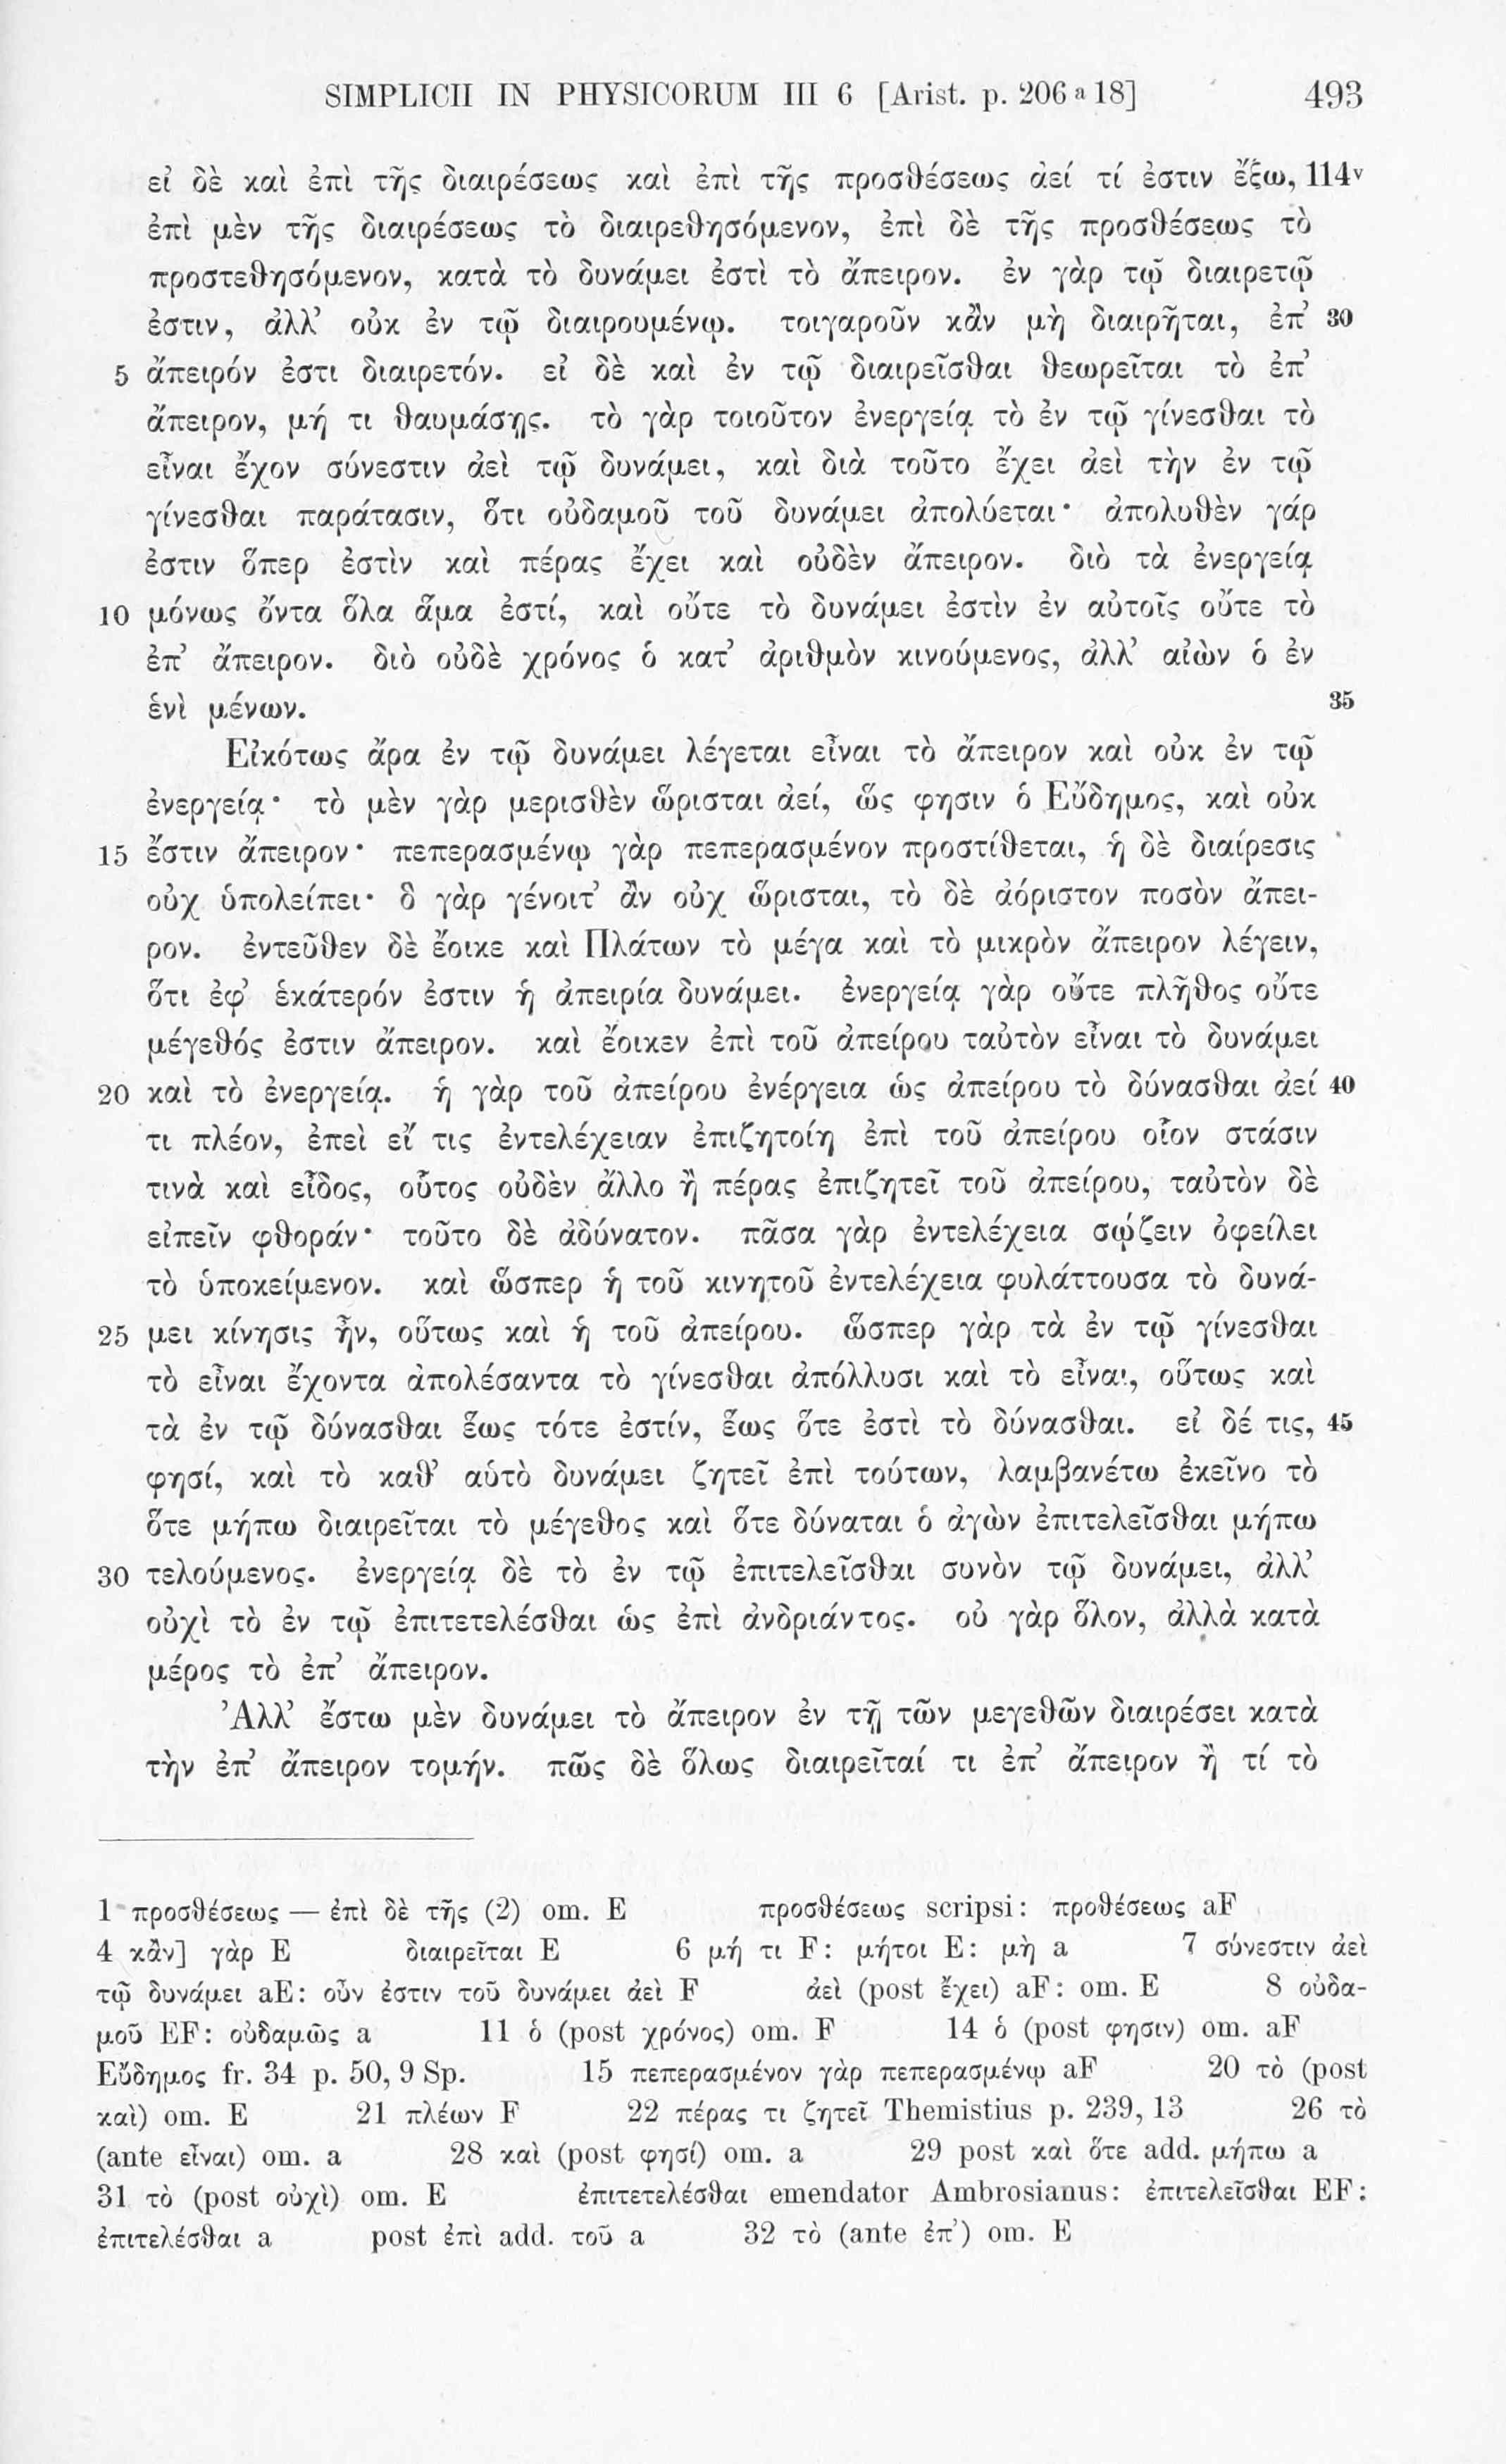 SIMPLICII IN PHYSICORUM III 6 [Arist. p. 206 a 18] 493
εἰ δὲ καὶ ἐπὶ τῆς διαιρέσεως καὶ ἐπὶ τῆς προσθέσεως ἀεί τί ἐστιν ἔξω, 114v
ἐπὶ μὲν τῆς διαιρέσεως τὸ διαιρεθησόμενον, ἐπὶ δὲ τῆς προσθέσεως τὸ
προστεθησόμενον, κατὰ τὸ δυνάμει ἐστὶ τὸ ἄπειρον. ἐν γὰρ τῷ διαιρετῷ
ἐστιν, ἀλλ’ οὐκ ἐν τῷ διαιρουμένῳ. τοιγαροῦν κἂν μὴ διαιρῆται, ἐπ’ 30
5 ἄπειρόν ἐστι διαιρετόν. εἰ δὲ καὶ ἐν τῷ διαιρεῖσθαι θεωρεῖται τὸ ἐπ’
ἄπειρον, μή τι θαυμάσῃς. τὸ γὰρ τοιοῦτον ἐνεργείᾳ τὸ ἐν τῷ γίνεσθαι τὸ
εἶναι ἔχον σύνεστιν ἀεὶ τῷ δυνάμει, καὶ διὰ τοῦτο ἔχει ἀεὶ τὴν ἐν τῷ
γίνεσθαι παράτασιν, ὅτι οὐδαμοῦ τοῦ δυνάμει ἀπολύεται· ἀπολυθὲν γάρ
ἐστιν ὅπερ ἐστὶν καὶ πέρας ἔχει καὶ οὐδὲν ἄπειρον. διὸ τὰ ἐνεργείᾳ
10 μόνως ὄντα ὅλα ἅμα ἐστί, καὶ οὔτε τὸ δυνάμει ἐστὶν ἐν αὐτοῖς οὔτε τὸ
ἐπ’ ἄπειρον. διὸ οὐδὲ χρόνος ὁ κατ’ ἀριθμὸν κινούμενος, ἀλλ’ αἰὼν ὁ ἐν
ἑνὶ μένων. 35
Εἰκότως ἄρα ἐν τῷ δυνάμει λέγεται εἶναι τὸ ἄπειρον καὶ οὐκ ἐν τῷ
ἐνεργείᾳ· τὸ μὲν γὰρ μερισθὲν ὥρισται ἀεί, ὥς φησιν ὁ Εὔδημος, καὶ οὐκ
15 ἔστιν ἄπειρον· πεπερασμένῳ γὰρ πεπερασμένον προστίθεται, ἡ δὲ διαίρεσις
οὐχ ὑπολείπει· ὃ γὰρ γένοιτ’ ἂν οὐχ ὥρισται, τὸ δὲ ἀόριστον ποσὸν ἄπει-
ρον. ἐντεῦθεν δὲ ἔοικε καὶ Πλάτων τὸ μέγα καὶ τὸ μικρὸν ἄπειρον λέγειν,
ὅτι ἐφ’ ἑκάτερόν ἐστιν ἡ ἀπειρία δυνάμει. ἐνεργείᾳ γὰρ οὔτε πλῆθος οὔτε
μέγεθός ἐστιν ἄπειρον. καὶ ἔοικεν ἐπὶ τοῦ ἀπείρου ταὐτὸν εἶναι τὸ δυνάμει
20 καὶ τὸ ἐνεργείᾳ. ἡ γὰρ τοῦ ἀπείρου ἐνέργεια ὡς ἀπείρου τὸ δύνασθαι ἀεί 40
τι πλέον, ἐπεὶ εἴ τις ἐντελέχειαν ἐπιζητοίη ἐπὶ τοῦ ἀπείρου οἷον στάσιν
τινὰ καὶ εἶδος, οὗτος οὐδὲν ἄλλο ἢ πέρας ἐπιζητεῖ τοῦ ἀπείρου, ταὐτὸν δὲ
εἰπεῖν φθοράν· τοῦτο δὲ ἀδύνατον. πᾶσα γὰρ ἐντελέχεια σῴζειν ὀφείλει
τὸ ὑποκείμενον. καὶ ὥσπερ ἡ τοῦ κινητοῦ ἐντελέχεια φυλάττουσα τὸ δυνά-
25 μει κίνησις ἦν, οὕτως καὶ ἡ τοῦ ἀπείρου. ὥσπερ γὰρ τὰ ἐν τῷ γίνεσθαι
τὸ εἶναι ἔχοντα ἀπολέσαντα τὸ γίνεσθαι ἀπόλλυσι καὶ τὸ εἶναι, οὕτως καὶ
τὰ ἐν τῷ δύνασθαι ἕως τότε ἐστίν, ἕως ὅτε ἐστὶ τὸ δύνασθαι. εἰ δέ τις, 45
φησί, καὶ τὸ καθ’ αὑτὸ δυνάμει ζητεῖ ἐπὶ τούτων, λαμβανέτω ἐκεῖνο τὸ
ὅτε μήπω διαιρεῖται τὸ μέγεθος καὶ ὅτε δύναται ὁ ἀγὼν ἐπιτελεῖσθαι μήπω
30 τελούμενος. ἐνεργείᾳ δὲ τὸ ἐν τῷ ἐπιτελεῖσθαι συνὸν τῷ δυνάμει, ἀλλ’
οὐχὶ τὸ ἐν τῷ ἐπιτετελέσθαι ὡς ἐπὶ ἀνδριάντος. οὐ γὰρ ὅλον, ἀλλὰ κατὰ
μέρος τὸ ἐπ’ ἄπειρον.
Ἀλλ’ ἔστω μὲν δυνάμει τὸ ἄπειρον ἐν τῇ τῶν μεγεθῶν διαιρέσει κατὰ
τὴν ἐπ’ ἄπειρον τομήν. πῶς δὲ ὅλως διαιρεῖταί τι ἐπ’ ἄπειρον ἢ τί τὸ
1 προσθέσεως — ἐπὶ δὲ τῆς (2) om. E προσθέσεως scripsi: προθέσεως aF
4 κἂν] γὰρ E διαιρεῖται E 6 μή τι F: μήτοι E: μὴ a 7 σύνεστιν ἀεὶ
τῷ δυνάμει aE: οὖν ἐστιν τοῦ δυνάμει ἀεὶ F ἀεὶ (post ἔχει) aF: om. E 8 οὐδα-
μοῦ EF: οὐδαμῶς a 11 ὁ (post χρόνος) om. F 14 ὁ (post φησιν) om. aF
Εὔδημος fr. 34 p. 50, 9 Sp. 15 πεπερασμένον γὰρ πεπερασμένῳ aF 20 τὸ (post
καὶ) om. E 21 πλέων F 22 πέρας τι ζητεῖ Themistius p. 239, 13 26 τὸ
(ante εἶναι) om. a 28 καὶ (post φησί) om. a 29 post καὶ ὅτε add. μήπω a
31 τὸ (post οὐχὶ) om. E ἐπιτετελέσθαι emendator Ambrosianus: ἐπιτελεῖσθαι EF:
ἐπιτελέσθαι a post ἐπὶ add. τοῦ a 32 τὸ (ante ἐπ’) om. E